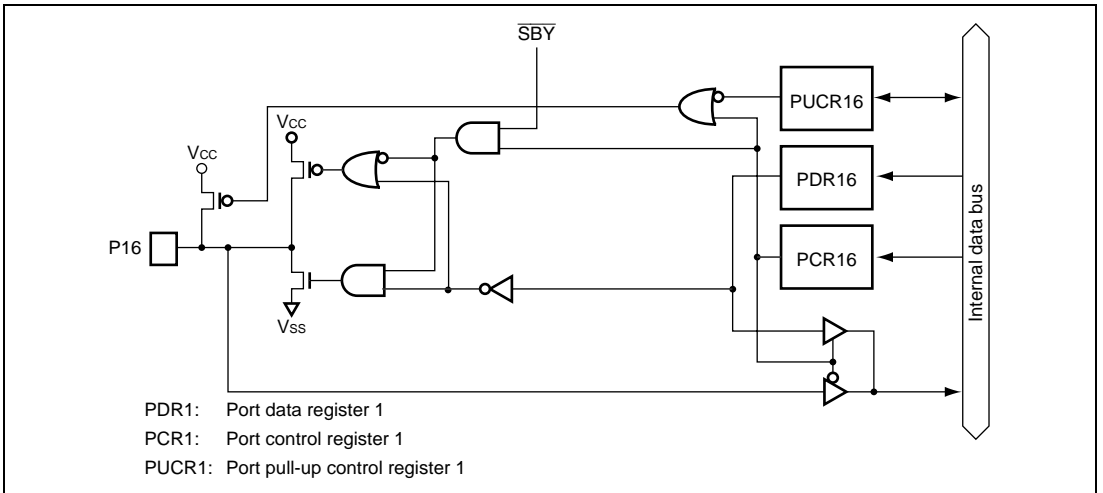 SBY
PUCR16
VCC
VCC
PDR16
P16
PCR16
VSS
Internal data bus
PDR1: Port data register 1
PCR1: Port control register 1
PUCR1: Port pull-up control register 1